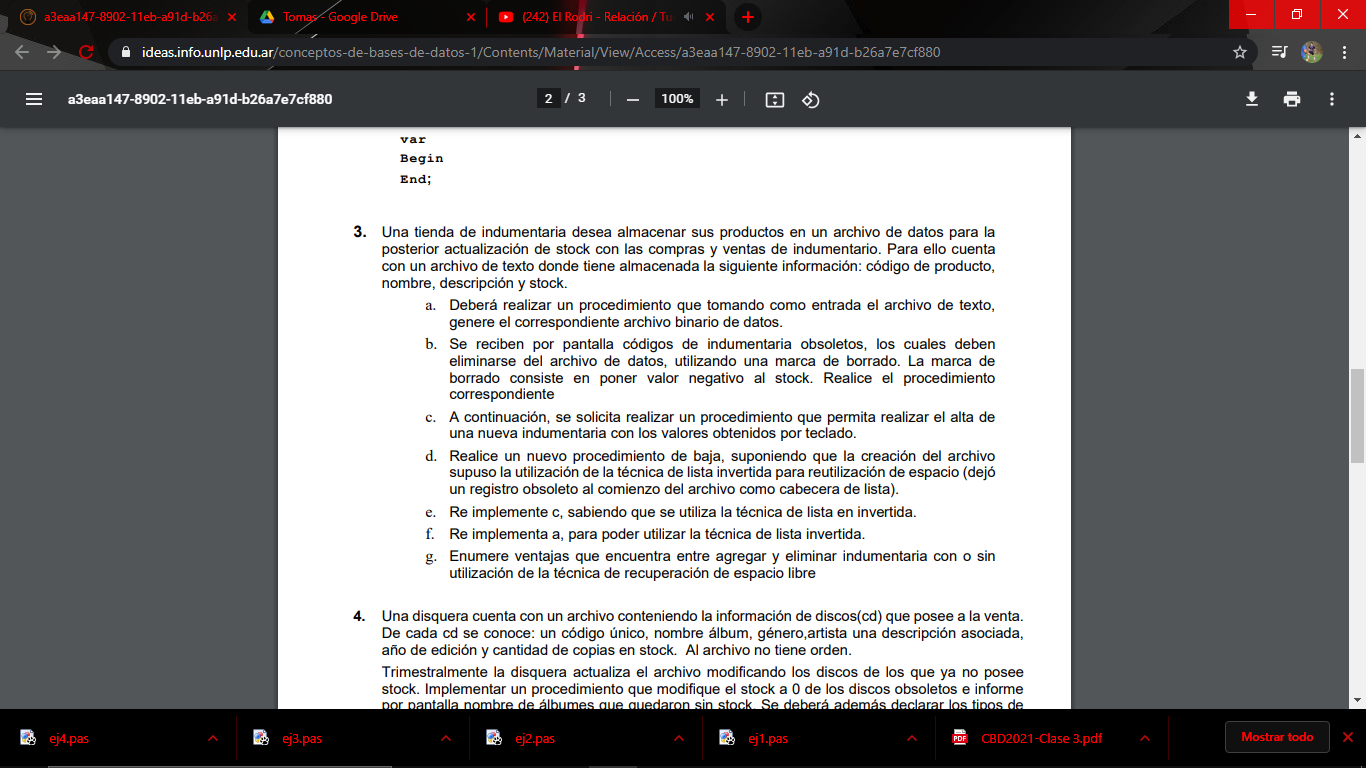 a3eaa147-8902-11eb-a91d-b26a
Tomas - Google Drive
(242) El Rodri - Relación / Tu
ideas.info.unlp.edu.ar/conceptos-de-bases-de-datos-1/Contents/Material/View/Access/a3eaa147-8902-11eb-a91d-b26a7e7cf880
a3eaa147-8902-11eb-a91d-b26a7e7cf880
2 / 3
100%
var
Begin
End;
3. Una tienda de indumentaria desea almacenar sus productos en un archivo de datos para la
posterior actualización de stock con las compras y ventas de indumentario. Para ello cuenta
con un archivo de texto donde tiene almacenada la siguiente información: código de producto,
nombre, descripción y stock.
a. Deberá realizar un procedimiento que tomando como entrada el archivo de texto,
genere el correspondiente archivo binario de datos.
b. Se reciben por pantalla códigos de indumentaria obsoletos, los cuales deben
eliminarse del archivo de datos, utilizando una marca de borrado. La marca de
borrado consiste en poner valor negativo al stock. Realice el procedimiento
correspondiente
c. A continuación, se solicita realizar un procedimiento que permita realizar el alta de
una nueva indumentaria con los valores obtenidos por teclado.
d. Realice un nuevo procedimiento de baja, suponiendo que la creación del archivo
supuso la utilización de la técnica de lista invertida para reutilización de espacio (dejó
un registro obsoleto al comienzo del archivo como cabecera de lista).
e. Re implemente c, sabiendo que se utiliza la técnica de lista en invertida.
f. Re implementa a, para poder utilizar la técnica de lista invertida.
g. Enumere ventajas que encuentra entre agregar y eliminar indumentaria con o sin
utilización de la técnica de recuperación de espacio libre
4. Una disquera cuenta con un archivo conteniendo la información de discos(cd) que posee a la venta.
De cada cd se conoce: un código único, nombre álbum, género,artista una descripción asociada,
año de edición y cantidad de copias en stock. Al archivo no tiene orden.
Trimestralmente la disquera actualiza el archivo modificando los discos de los que ya no posee
stock. Implementar un procedimiento que modifique el stock a 0 de los discos obsoletos e informe
por pantalla nombre de álbumes que quedaron sin stock. Se deberá además declarar los tipos de
ej4.pas
ej3.pas
ej2.pas
ej1.pas
PDF
CBD2021-Clase 3.pdf
Mostrar todo